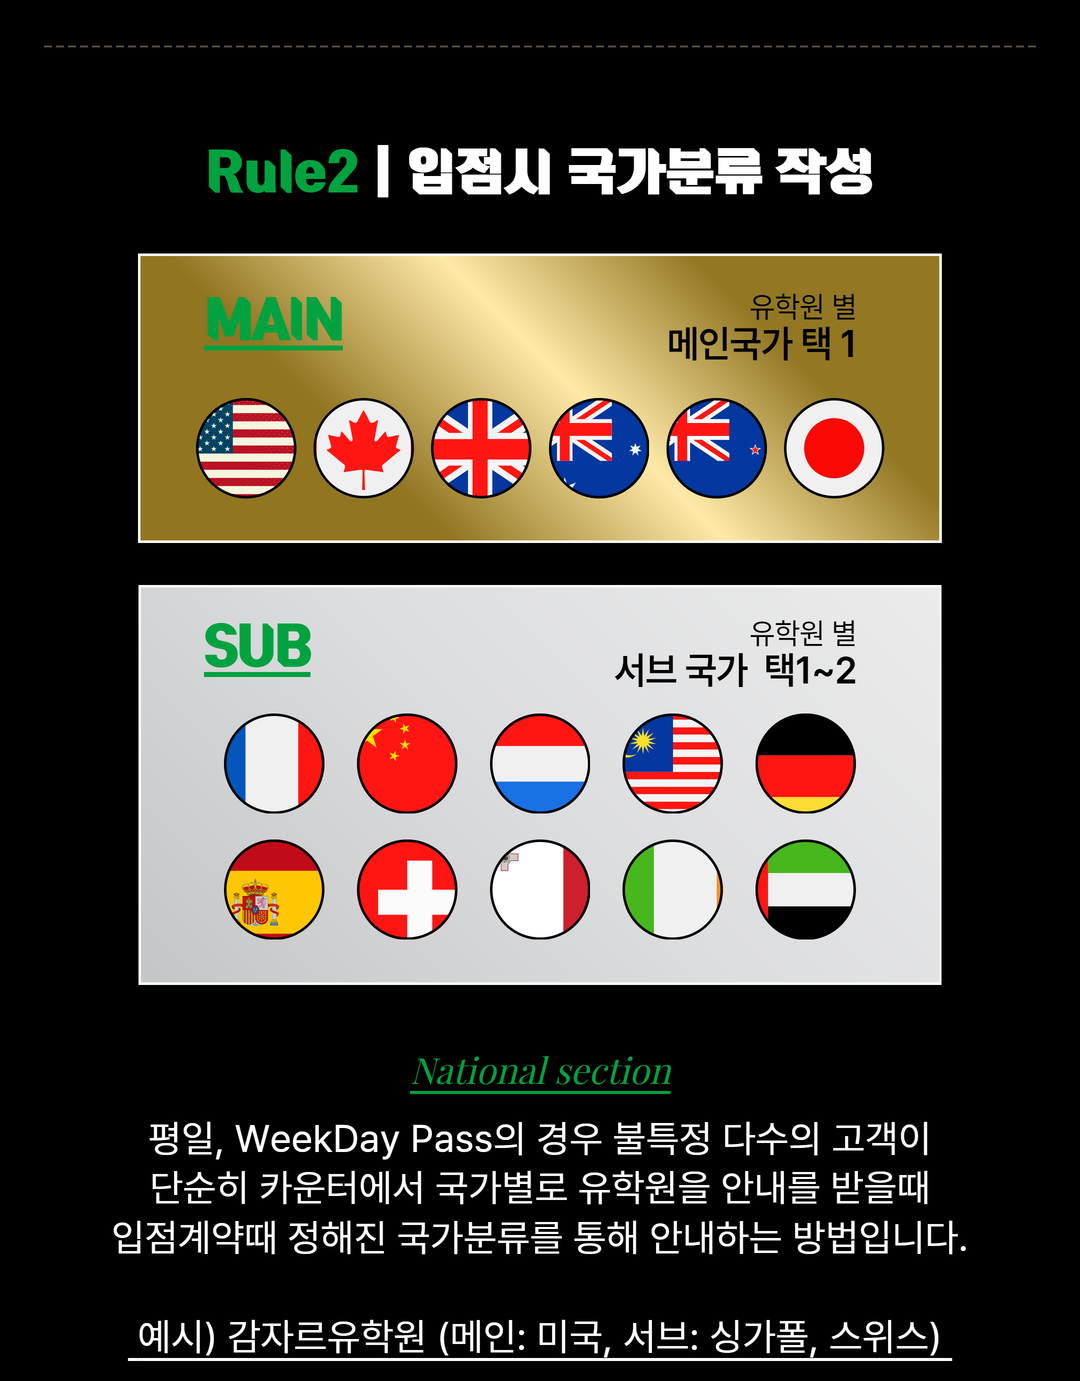 Rule2 | 입점시 국가분류 작성
MAIN
유학원 별
메인국가 택 1
SUB
유학원 별
서브 국가 택1~2
National section
평일, WeekDay Pass의 경우 불특정 다수의 고객이
단순히 카운터에서 국가별로 유학원을 안내를 받을때
입점계약때 정해진 국가분류를 통해 안내하는 방법입니다.
예시) 감자르유학원 (메인: 미국, 서브: 싱가폴, 스위스)